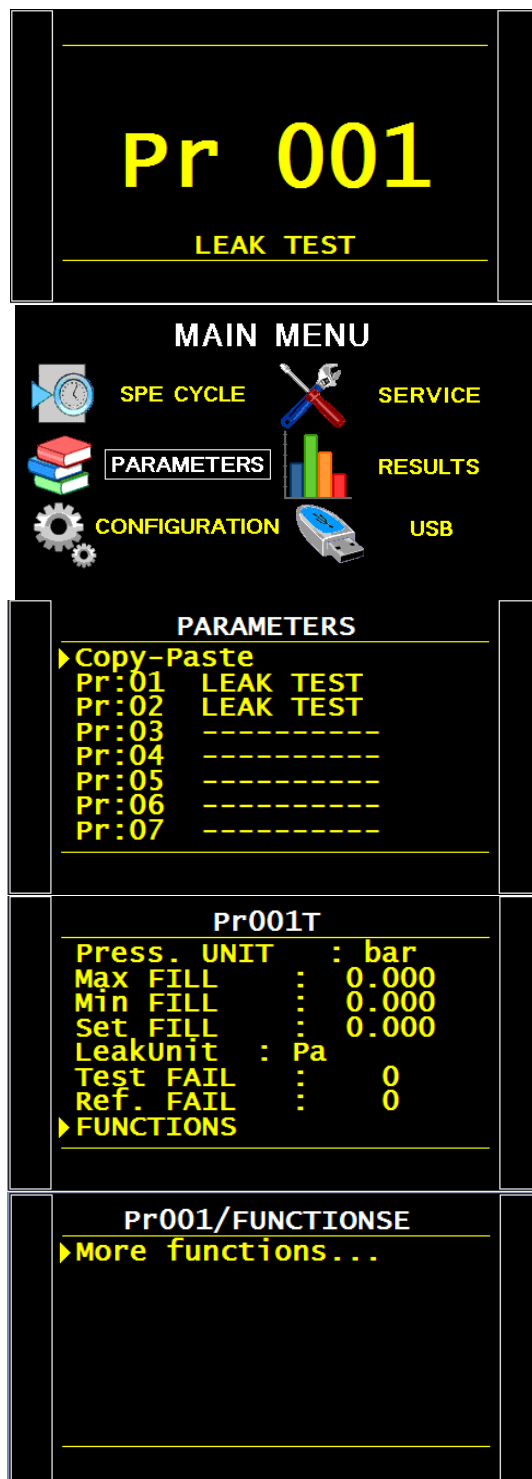 Pr 001
LEAK TEST
MAIN MENU
SPE CYCLE SERVICE
PARAMETERS RESULTS
CONFIGURATION USB
PARAMETERS
Copy-Paste
Pr:01 LEAK TEST
Pr:02 LEAK TEST
Pr:03 ----------
Pr:04 ----------
Pr:05 ----------
Pr:06 ----------
Pr:07 ----------
Pr001T
Press. UNIT : bar
Max FILL : 0.000
Min FILL : 0.000
Set FILL : 0.000
LeakUnit : Pa
Test FAIL : 0
Ref. FAIL : 0
FUNCTIONS
Pr001/FUNCTIONSE
More functions...